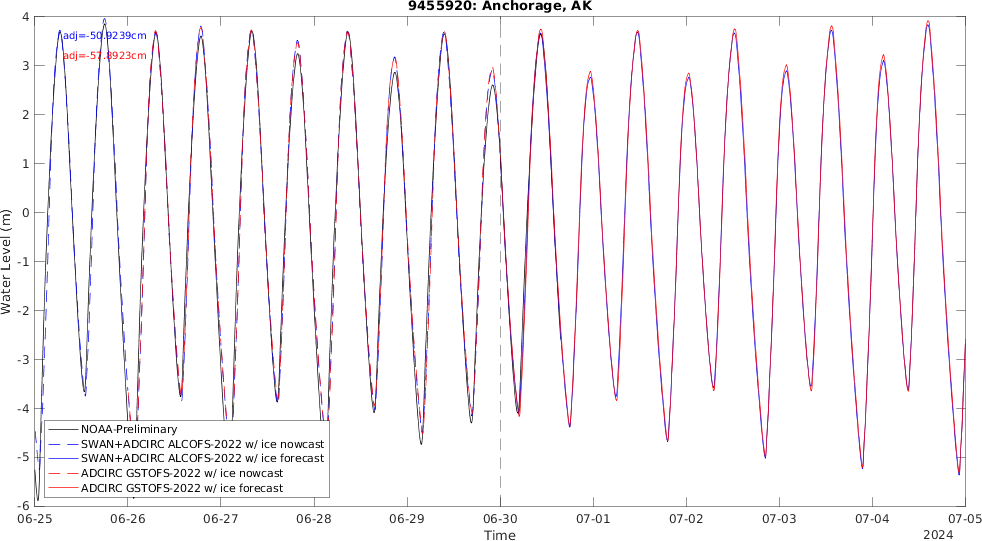 9455920: Anchorage, AK
4
adj=-50.9239cm
adj=-57.8923cm
3
2
1
0
-1
-2
-3
-4
-5
-6
Water Level (m)
NOAA-Preliminary
SWAN+ADCIRC ALCOFS-2022 w/ ice nowcast
SWAN+ADCIRC ALCOFS-2022 w/ ice forecast
ADCIRC GSTOFS-2022 w/ ice nowcast
ADCIRC GSTOFS-2022 w/ ice forecast
06-25 06-26 06-27 06-28 06-29 06-30 07-01 07-02 07-03 07-04 07-05
Time
2024